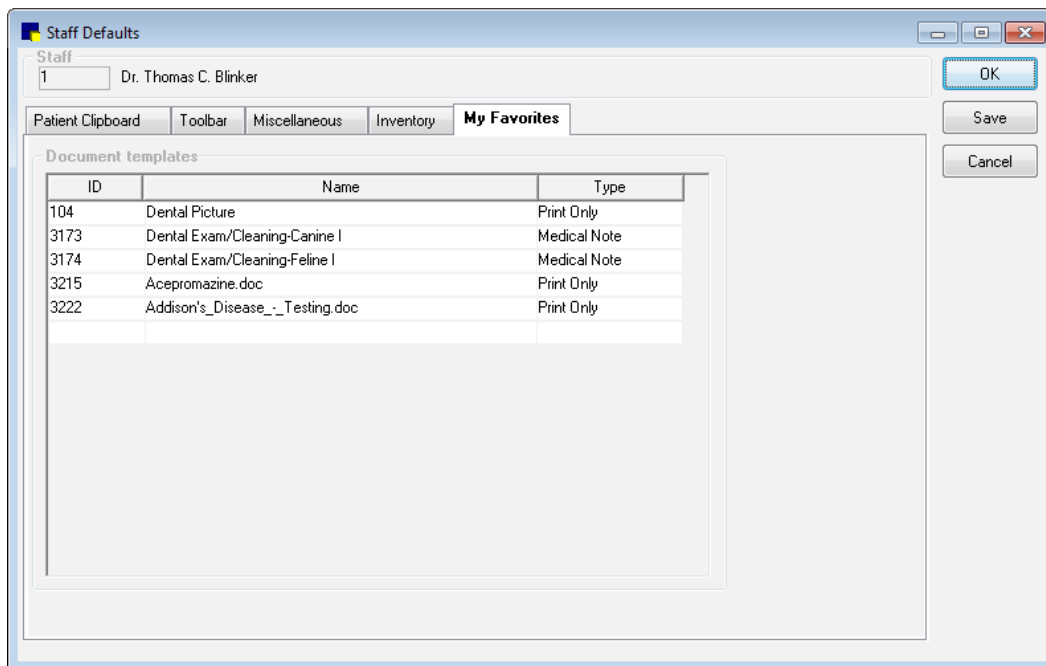 Staff Defaults
Staff
1 Dr. Thomas C. Blinker
OK
Patient Clipboard Toolbar Miscellaneous Inventory My Favorites
Save
Cancel
Document templates
ID Name Type
104 Dental Picture Print Only
3173 Dental Exam/Cleaning-Canine I Medical Note
3174 Dental Exam/Cleaning-Feline I Medical Note
3215 Acepromazine.doc Print Only
3222 Addison's_Disease_-_Testing.doc Print Only